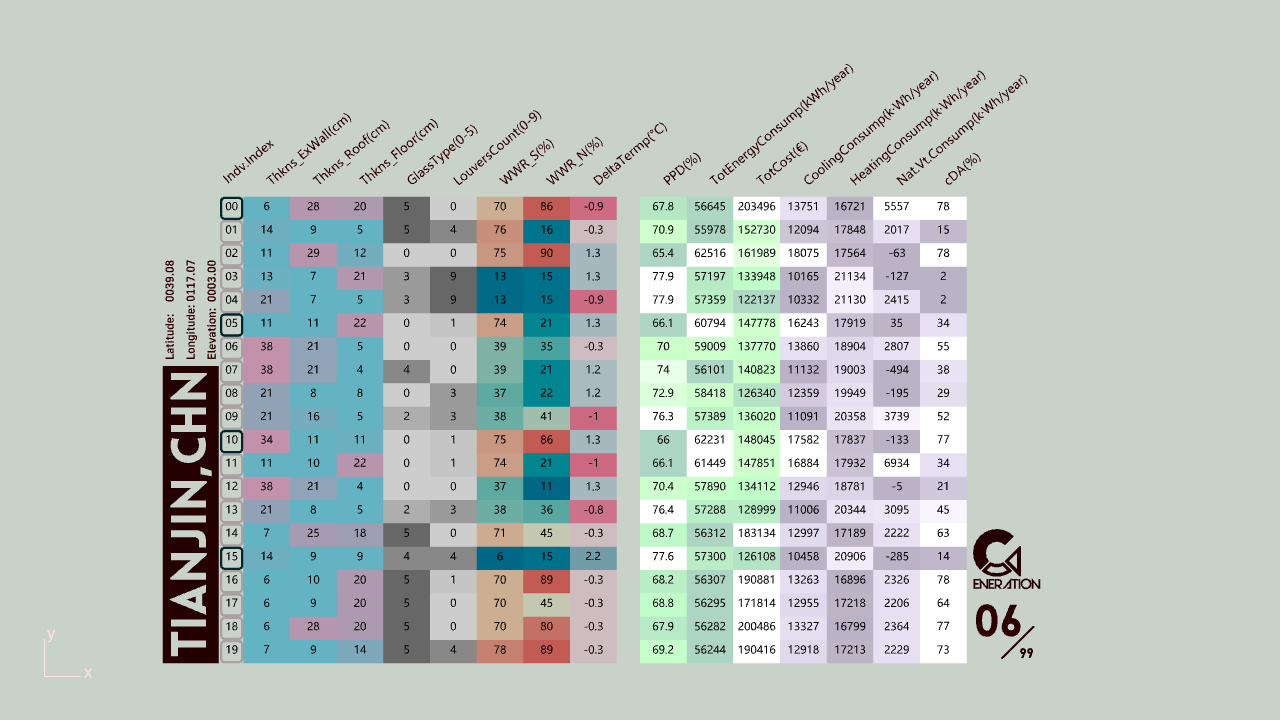 Indv.Index Thkns_ExWall(cm) Thkns_Roof(cm) Thkns_Floor(cm) GlassType(0-5) LouversCount(0-9) WWR_S(%) WWR_N(%) DeltaTermp(°C) PPD(%) TotEnergyConsump(kWh/year) TotCost(€) CoolingConsump(k·Wh/year) HeatingConsump(k·Wh/year) Nat.Vt.Consump(k·Wh/year) cDA(%)
00 6 28 20 5 0 70 86 -0.9 67.8 56645 203496 13751 16721 5557 78
01 14 9 5 5 4 76 16 -0.3 70.9 55978 152730 12094 17848 2017 15
02 11 29 12 0 0 75 90 1.3 65.4 62516 161989 18075 17564 -63 78
03 13 7 21 3 9 13 15 1.3 77.9 57197 133948 10165 21134 -127 2
04 21 7 5 3 9 13 15 -0.9 77.9 57359 122137 10332 21130 2415 2
05 11 11 22 0 1 74 21 1.3 66.1 60794 147778 16243 17919 35 34
06 38 21 5 0 0 39 35 -0.3 70 59009 137770 13860 18904 2807 55
07 38 21 4 4 0 39 21 1.2 74 56101 140823 11132 19003 -494 38
08 21 8 8 0 3 37 22 1.2 72.9 58418 126340 12359 19949 -195 29
09 21 16 5 2 3 38 41 -1 76.3 57389 136020 11091 20358 3739 52
10 34 11 11 0 1 75 86 1.3 66 62231 148045 17582 17837 -133 77
11 11 10 22 0 1 74 21 -1 66.1 61449 147851 16884 17932 6934 34
12 38 21 4 0 0 37 11 1.3 70.4 57890 134112 12946 18781 -5 21
13 21 8 5 2 3 38 36 -0.8 76.4 57288 128999 11006 20344 3095 45
14 7 25 18 5 0 71 45 -0.3 68.7 56312 183134 12997 17189 2222 63
15 14 9 9 4 4 6 15 2.2 77.6 57300 126108 10458 20906 -285 14
16 6 10 20 5 1 70 89 -0.3 68.2 56307 190881 13263 16896 2326 78
17 6 9 20 5 0 70 45 -0.3 68.8 56295 171814 12955 17218 2206 64
18 6 28 20 5 0 70 80 -0.3 67.9 56282 200486 13327 16799 2364 77
19 7 9 14 5 4 78 89 -0.3 69.2 56244 190416 12918 17213 2229 73
Latitude: 0039.08
Longitude: 0117.07
Elevation: 0003.00
TIANJIN,CHN
ENERATION
06/99
y
x